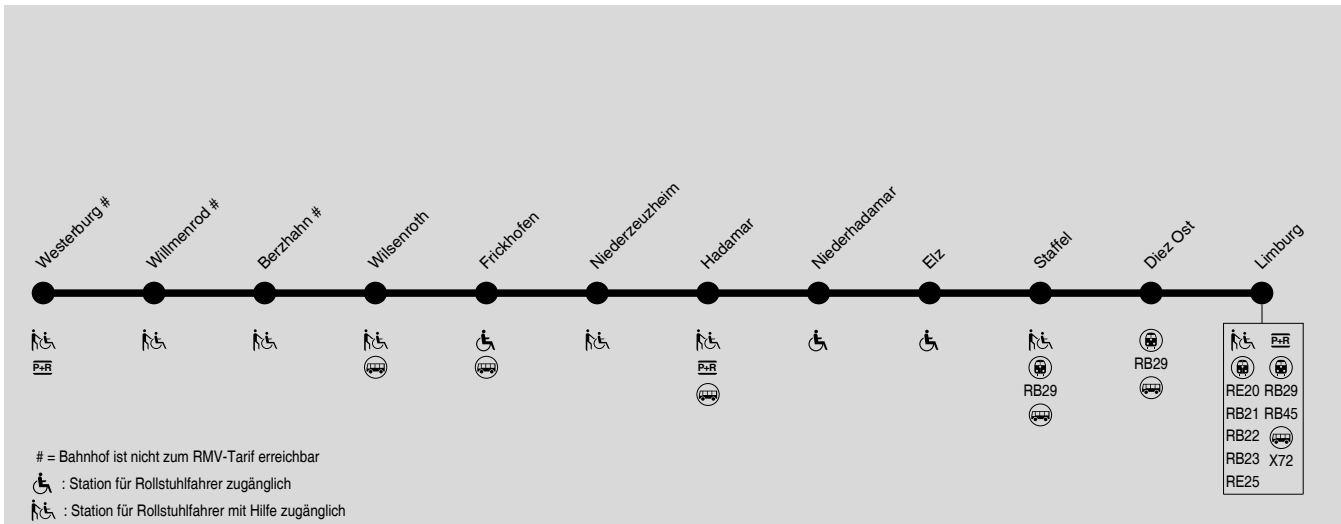 Westerburg #
Willmenrod #
Berzhahn #
Wilsenroth
Frickhofen
Niederzeuzheim
Hadamar
Niederhadamar
Elz
Staffel
Diez Ost
Limburg
P+R
P+R
RB29
RB29
P+R
RE20 RB29
RB21 RB45
RB22
RB23 X72
RE25
# = Bahnhof ist nicht zum RMV-Tarif erreichbar
: Station für Rollstuhlfahrer zugänglich
: Station für Rollstuhlfahrer mit Hilfe zugänglich